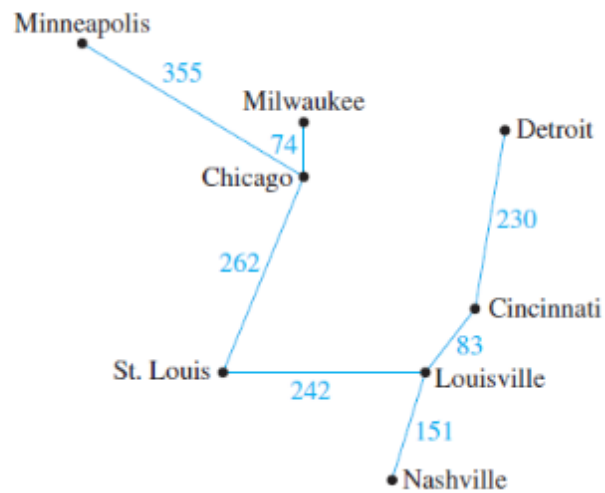 Minneapolis
355
Milwaukee
Detroit
74
Chicago
230
262
Cincinnati
83
St. Louis
Louisville
242
151
Nashville